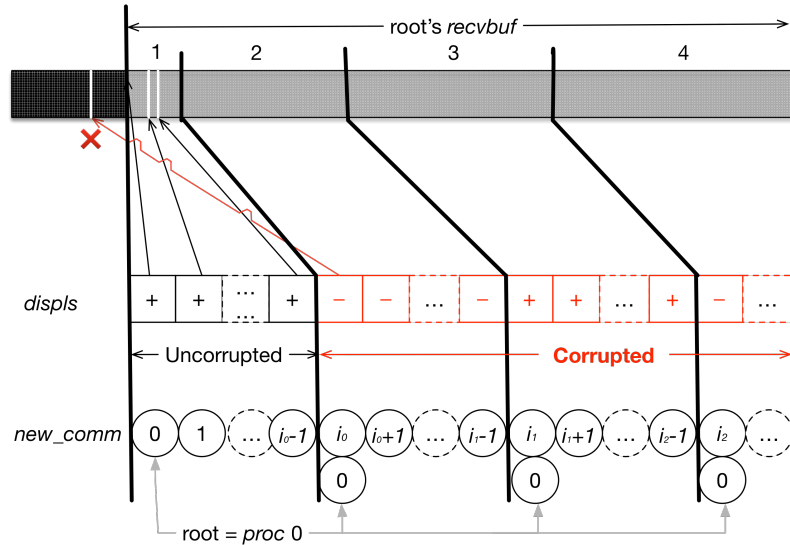 root's recvbuf
1 2 3 4
displs + + ... ... + − − ... − + + ... + − ...
Uncorrupted Corrupted
new_comm 0 1 ... i₀-1 i₀ i₀+1 ... i₁-1 i₁ i₁+1 ... i₂-1 i₂ ...
0 0 0
root = proc 0